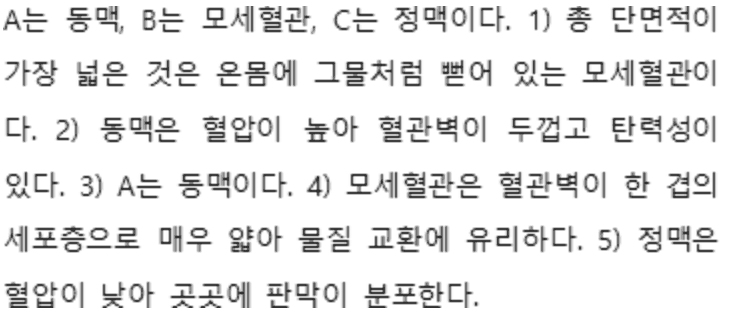 A는 동맥, B는 모세혈관, C는 정맥이다. 1) 총 단면적이
가장 넓은 것은 온몸에 그물처럼 뻗어 있는 모세혈관이
다. 2) 동맥은 혈압이 높아 혈관벽이 두껍고 탄력성이
있다. 3) A는 동맥이다. 4) 모세혈관은 혈관벽이 한 겹의
세포층으로 매우 얇아 물질 교환에 유리하다. 5) 정맥은
혈압이 낮아 곳곳에 판막이 분포한다.